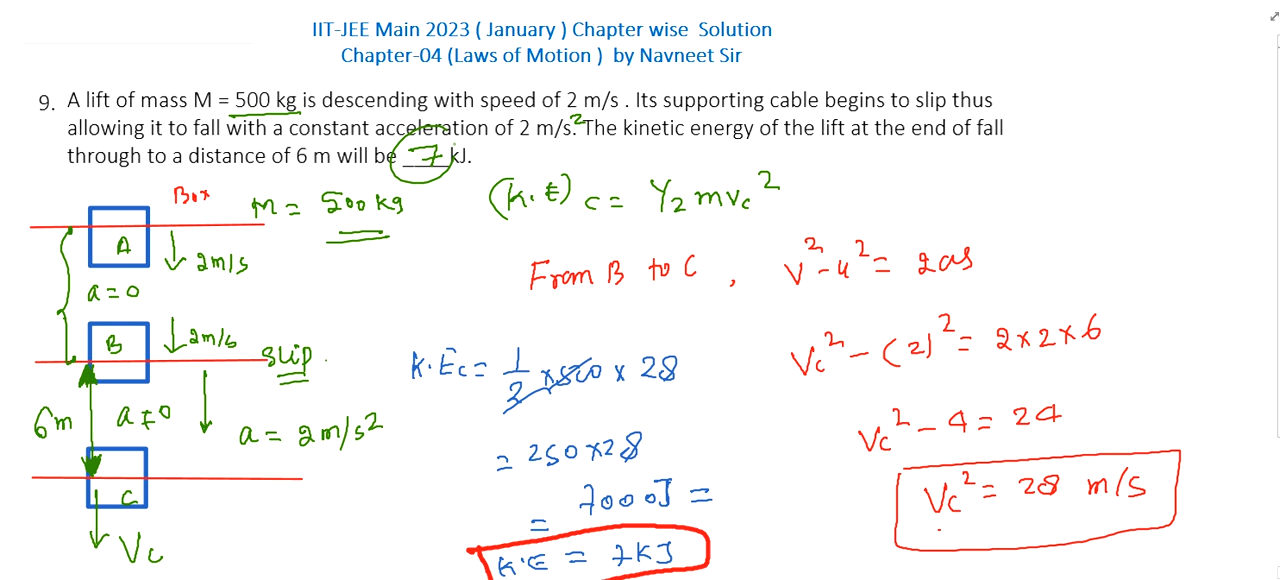 IIT-JEE Main 2023 ( January ) Chapter wise Solution
Chapter-04 (Laws of Motion ) by Navneet Sir
9. A lift of mass M = 500 kg is descending with speed of 2 m/s . Its supporting cable begins to slip thus
allowing it to fall with a constant acceleration of 2 m/s.² The kinetic energy of the lift at the end of fall
through to a distance of 6 m will be __7__ kJ.
Box
M = 500 kg
A
2m/s
a=0
B
2m/s
slip.
6m
a≠0
a = 2m/s²
C
Vc
(K.E)c = 1/2 mvc²
From B to C , v²-u² = 2as
Vc² - (2)² = 2×2×6
Vc² - 4 = 24
Vc² = 28 m/s
K.Ec = 1/2 × 500 × 28
= 250×28
= 7000J =
K.E = 7KJ